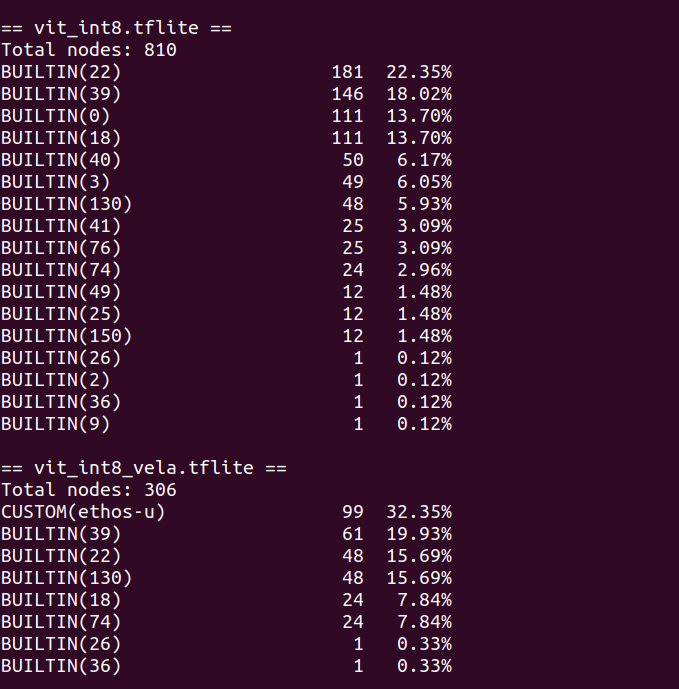 == vit_int8.tflite ==
Total nodes: 810
BUILTIN(22) 181 22.35%
BUILTIN(39) 146 18.02%
BUILTIN(0) 111 13.70%
BUILTIN(18) 111 13.70%
BUILTIN(40) 50 6.17%
BUILTIN(3) 49 6.05%
BUILTIN(130) 48 5.93%
BUILTIN(41) 25 3.09%
BUILTIN(76) 25 3.09%
BUILTIN(74) 24 2.96%
BUILTIN(49) 12 1.48%
BUILTIN(25) 12 1.48%
BUILTIN(150) 12 1.48%
BUILTIN(26) 1 0.12%
BUILTIN(2) 1 0.12%
BUILTIN(36) 1 0.12%
BUILTIN(9) 1 0.12%
== vit_int8_vela.tflite ==
Total nodes: 306
CUSTOM(ethos-u) 99 32.35%
BUILTIN(39) 61 19.93%
BUILTIN(22) 48 15.69%
BUILTIN(130) 48 15.69%
BUILTIN(18) 24 7.84%
BUILTIN(74) 24 7.84%
BUILTIN(26) 1 0.33%
BUILTIN(36) 1 0.33%